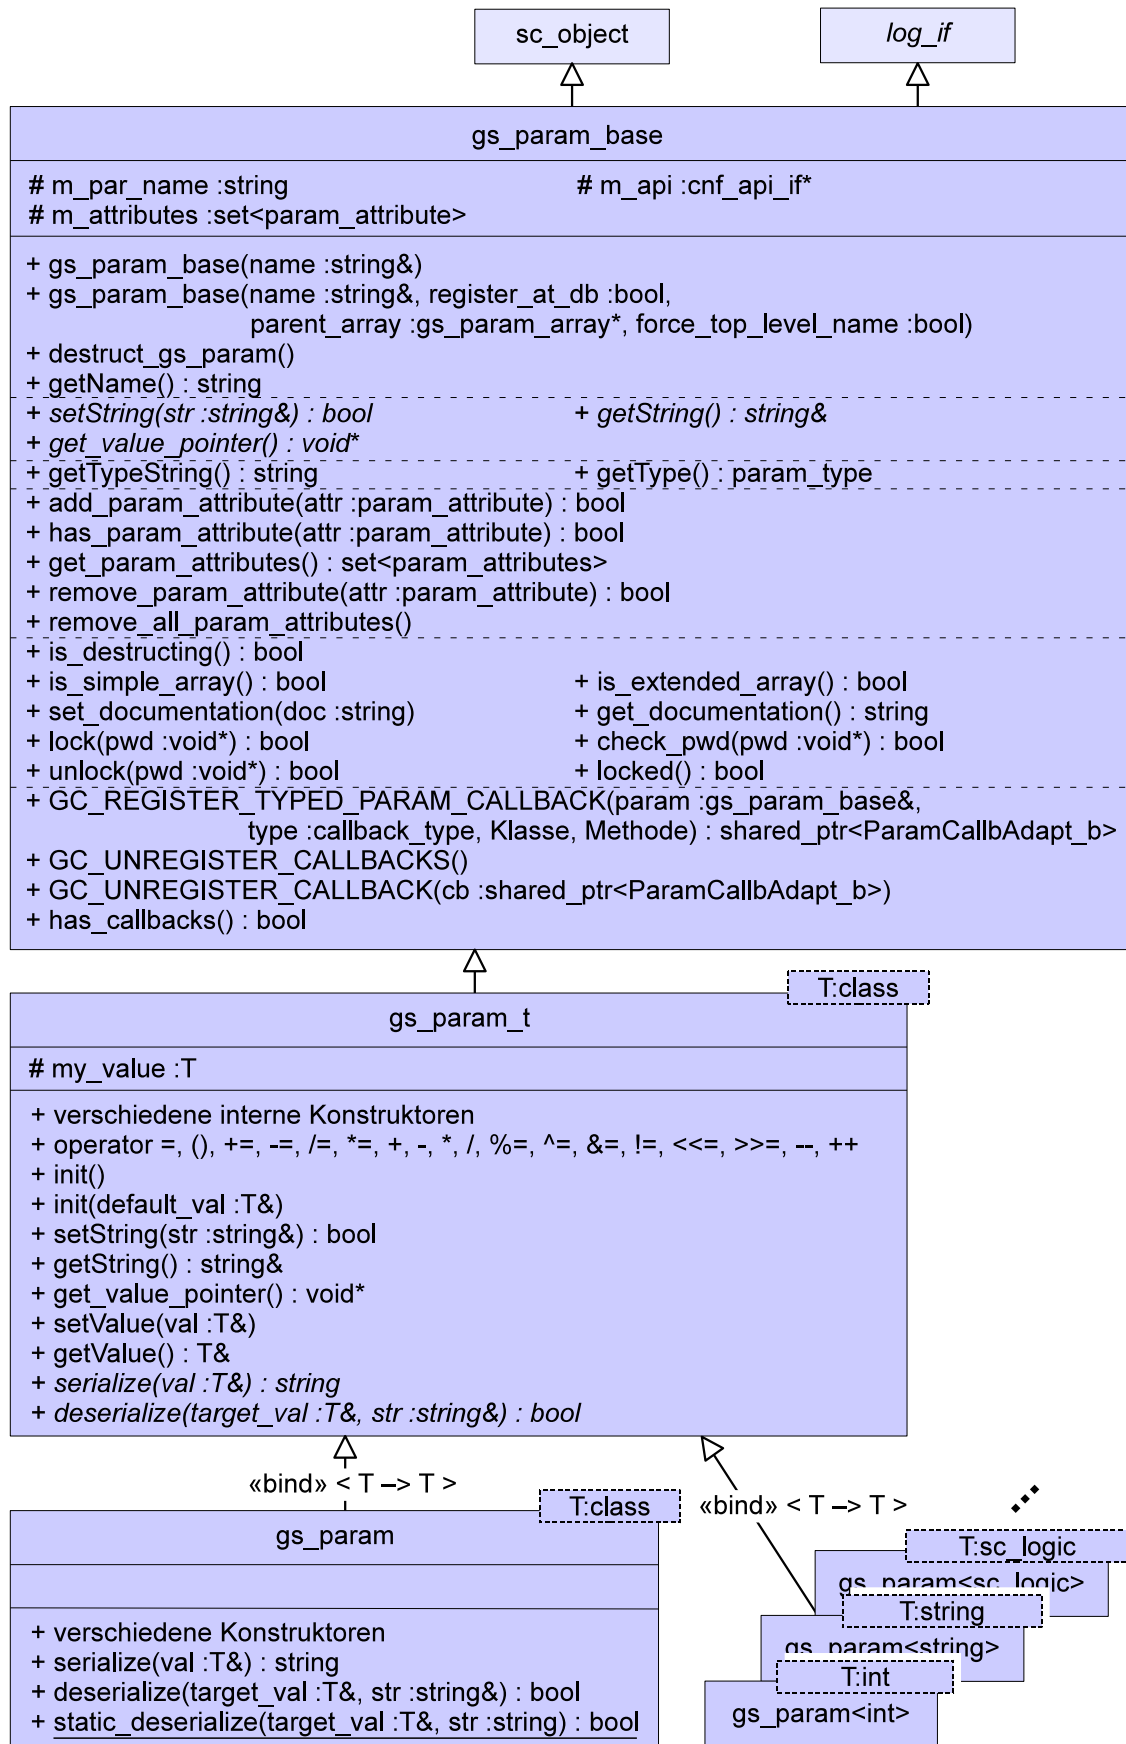 sc_object
log_if
gs_param_base
# m_par_name :string
# m_api :cnf_api_if*
# m_attributes :set<param_attribute>
+ gs_param_base(name :string&)
+ gs_param_base(name :string&, register_at_db :bool,
parent_array :gs_param_array*, force_top_level_name :bool)
+ destruct_gs_param()
+ getName() : string
+ setString(str :string&) : bool
+ getString() : string&
+ get_value_pointer() : void*
+ getTypeString() : string
+ getType() : param_type
+ add_param_attribute(attr :param_attribute) : bool
+ has_param_attribute(attr :param_attribute) : bool
+ get_param_attributes() : set<param_attributes>
+ remove_param_attribute(attr :param_attribute) : bool
+ remove_all_param_attributes()
+ is_destructing() : bool
+ is_simple_array() : bool
+ is_extended_array() : bool
+ set_documentation(doc :string)
+ get_documentation() : string
+ lock(pwd :void*) : bool
+ check_pwd(pwd :void*) : bool
+ unlock(pwd :void*) : bool
+ locked() : bool
+ GC_REGISTER_TYPED_PARAM_CALLBACK(param :gs_param_base&,
type :callback_type, Klasse, Methode) : shared_ptr<ParamCallbAdapt_b>
+ GC_UNREGISTER_CALLBACKS()
+ GC_UNREGISTER_CALLBACK(cb :shared_ptr<ParamCallbAdapt_b>)
+ has_callbacks() : bool
T:class
gs_param_t
# my_value :T
+ verschiedene interne Konstruktoren
+ operator =, (), +=, -=, /=, *=, +, -, *, /, %=, ^=, &=, !=, <<=, >>=, --, ++
+ init()
+ init(default_val :T&)
+ setString(str :string&) : bool
+ getString() : string&
+ get_value_pointer() : void*
+ setValue(val :T&)
+ getValue() : T&
+ serialize(val :T&) : string
+ deserialize(target_val :T&, str :string&) : bool
«bind» < T –> T >
«bind» < T –> T >
T:class
gs_param
+ verschiedene Konstruktoren
+ serialize(val :T&) : string
+ deserialize(target_val :T&, str :string&) : bool
+ static_deserialize(target_val :T&, str :string) : bool
T:sc_logic
gs_param<sc_logic>
T:string
gs_param<string>
T:int
gs_param<int>